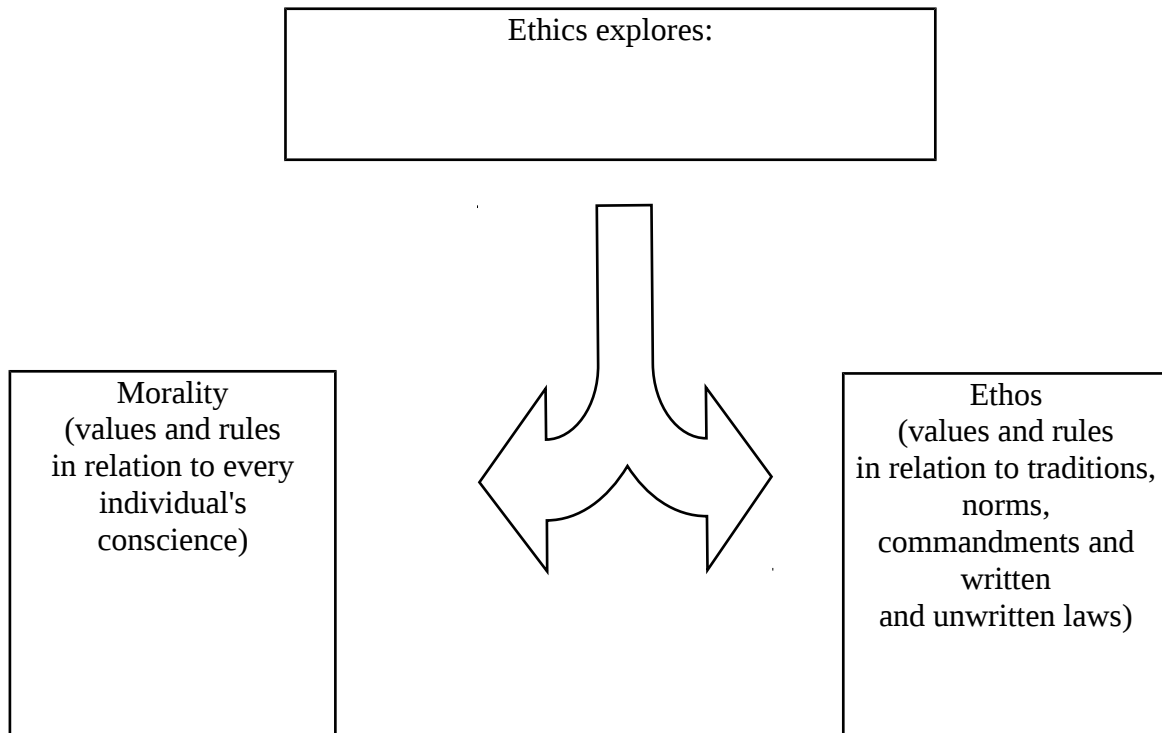 Ethics explores:
Morality
(values and rules
in relation to every
individual's
conscience)
Ethos
(values and rules
in relation to traditions,
norms,
commandments and
written
and unwritten laws)